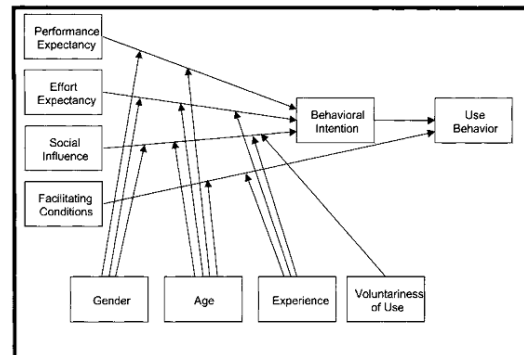 Performance
Expectancy
Effort
Expectancy
Social
Influence
Facilitating
Conditions
Behavioral
Intention
Use
Behavior
Gender
Age
Experience
Voluntariness
of Use